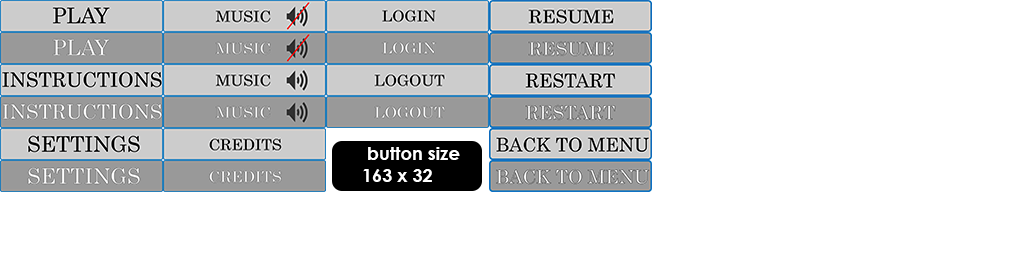 PLAY MUSIC LOGIN RESUME
PLAY MUSIC LOGIN RESUME
INSTRUCTIONS MUSIC LOGOUT RESTART
INSTRUCTIONS MUSIC LOGOUT RESTART
SETTINGS CREDITS BACK TO MENU
button size
163 x 32
SETTINGS CREDITS BACK TO MENU